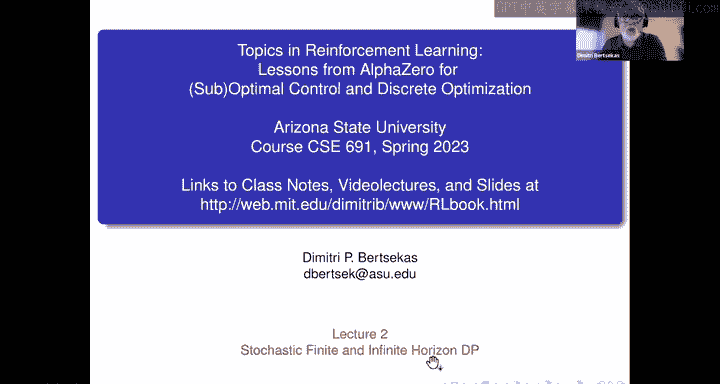 Topics in Reinforcement Learning:
Lessons from AlphaZero for
(Sub)Optimal Control and Discrete Optimization
Arizona State University
Course CSE 691, Spring 2023
Links to Class Notes, Videolectures, and Slides at
http://web.mit.edu/dimitrib/www/RLbook.html
Dimitri Bertsekas
Dimitri P. Bertsekas
dbertsek@asu.edu
Lecture 2
Stochastic Finite and Infinite Horizon DP